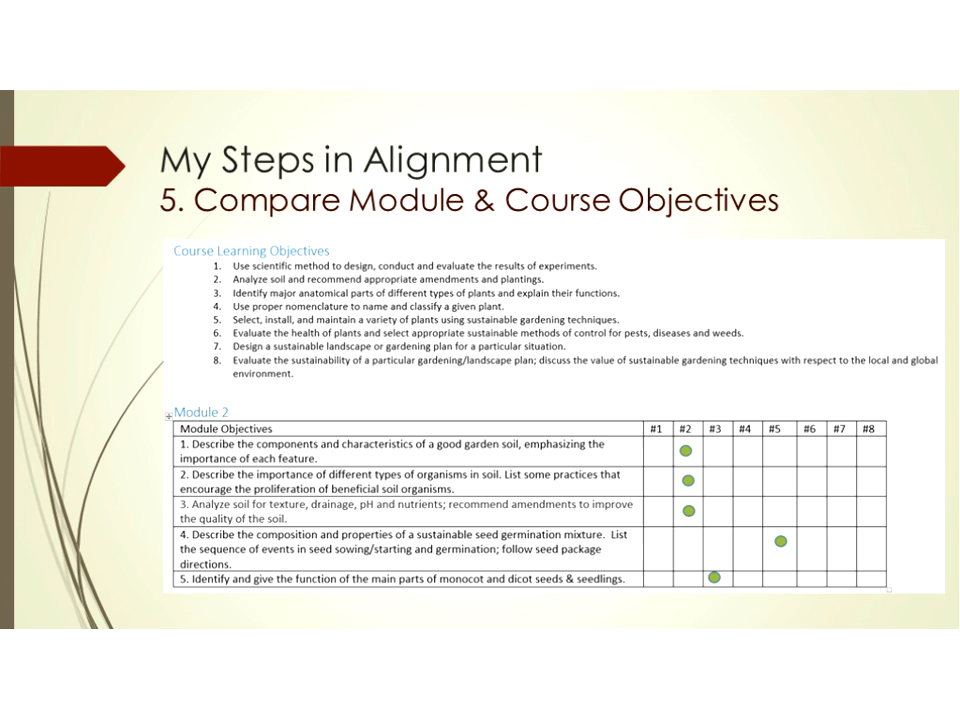 My Steps in Alignment
5. Compare Module & Course Objectives
Course Learning Objectives
1. Use scientific method to design, conduct and evaluate the results of experiments.
2. Analyze soil and recommend appropriate amendments and plantings.
3. Identify major anatomical parts of different types of plants and explain their functions.
4. Use proper nomenclature to name and classify a given plant.
5. Select, install, and maintain a variety of plants using sustainable gardening techniques.
6. Evaluate the health of plants and select appropriate sustainable methods of control for pests, diseases and weeds.
7. Design a sustainable landscape or gardening plan for a particular situation.
8. Evaluate the sustainability of a particular gardening/landscape plan; discuss the value of sustainable gardening techniques with respect to the local and global
environment.
Module 2
Module Objectives #1 #2 #3 #4 #5 #6 #7 #8
1. Describe the components and characteristics of a good garden soil, emphasizing the
importance of each feature.
2. Describe the importance of different types of organisms in soil. List some practices that
encourage the proliferation of beneficial soil organisms.
3. Analyze soil for texture, drainage, pH and nutrients; recommend amendments to improve
the quality of the soil.
4. Describe the composition and properties of a sustainable seed germination mixture. List
the sequence of events in seed sowing/starting and germination; follow seed package
directions.
5. Identify and give the function of the main parts of monocot and dicot seeds & seedlings.